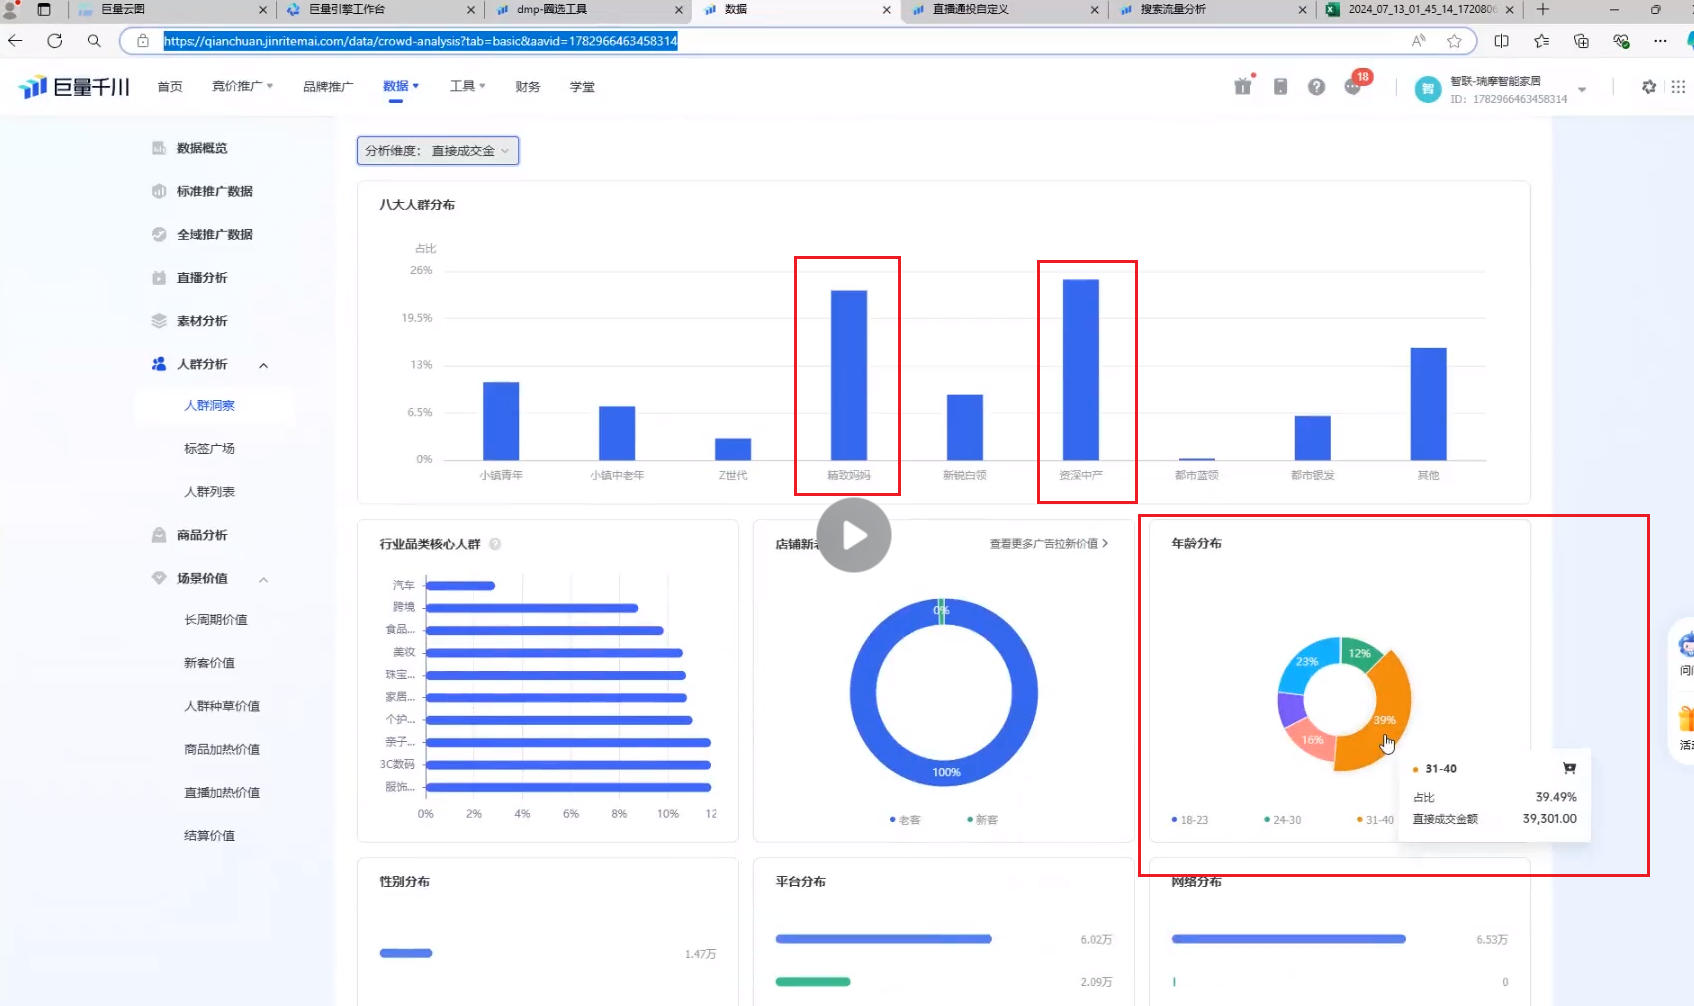 巨量云图
巨量引擎工作台
dmp-圈选工具
数据
直播通投自定义
搜索流量分析
2024_07_13_01_45_14_172080
https://qianchuan.jinritemai.com/data/crowd-analysis?tab=basic&aavid=1782966463458314
巨量千川
首页
竞价推广
品牌推广
数据
工具
财务
学堂
18
智
智联-瑞摩智能家居
ID: 1782966463458314
数据概览
标准推广数据
全域推广数据
直播分析
素材分析
人群分析
人群洞察
标签广场
人群列表
商品分析
场景价值
长周期价值
新客价值
人群种草价值
商品加热价值
直播加热价值
结算价值
分析维度： 直接成交金
八大人群分布
占比
26%
19.5%
13%
6.5%
0%
小镇青年
小镇中老年
Z世代
精致妈妈
新锐白领
资深中产
都市蓝领
都市银发
其他
行业品类核心人群
汽车
跨境
食品...
美妆
珠宝...
家居...
个护...
亲子...
3C数码
服饰...
0% 2% 4% 6% 8% 10% 12
店铺新老
查看更多广告拉新价值
0%
100%
老客
新客
年龄分布
23%
12%
39%
16%
18-23
24-30
31-40
31-40
占比 39.49%
直接成交金额 39,301.00
性别分布
1.47万
平台分布
6.02万
2.09万
网络分布
6.53万
0
问
活